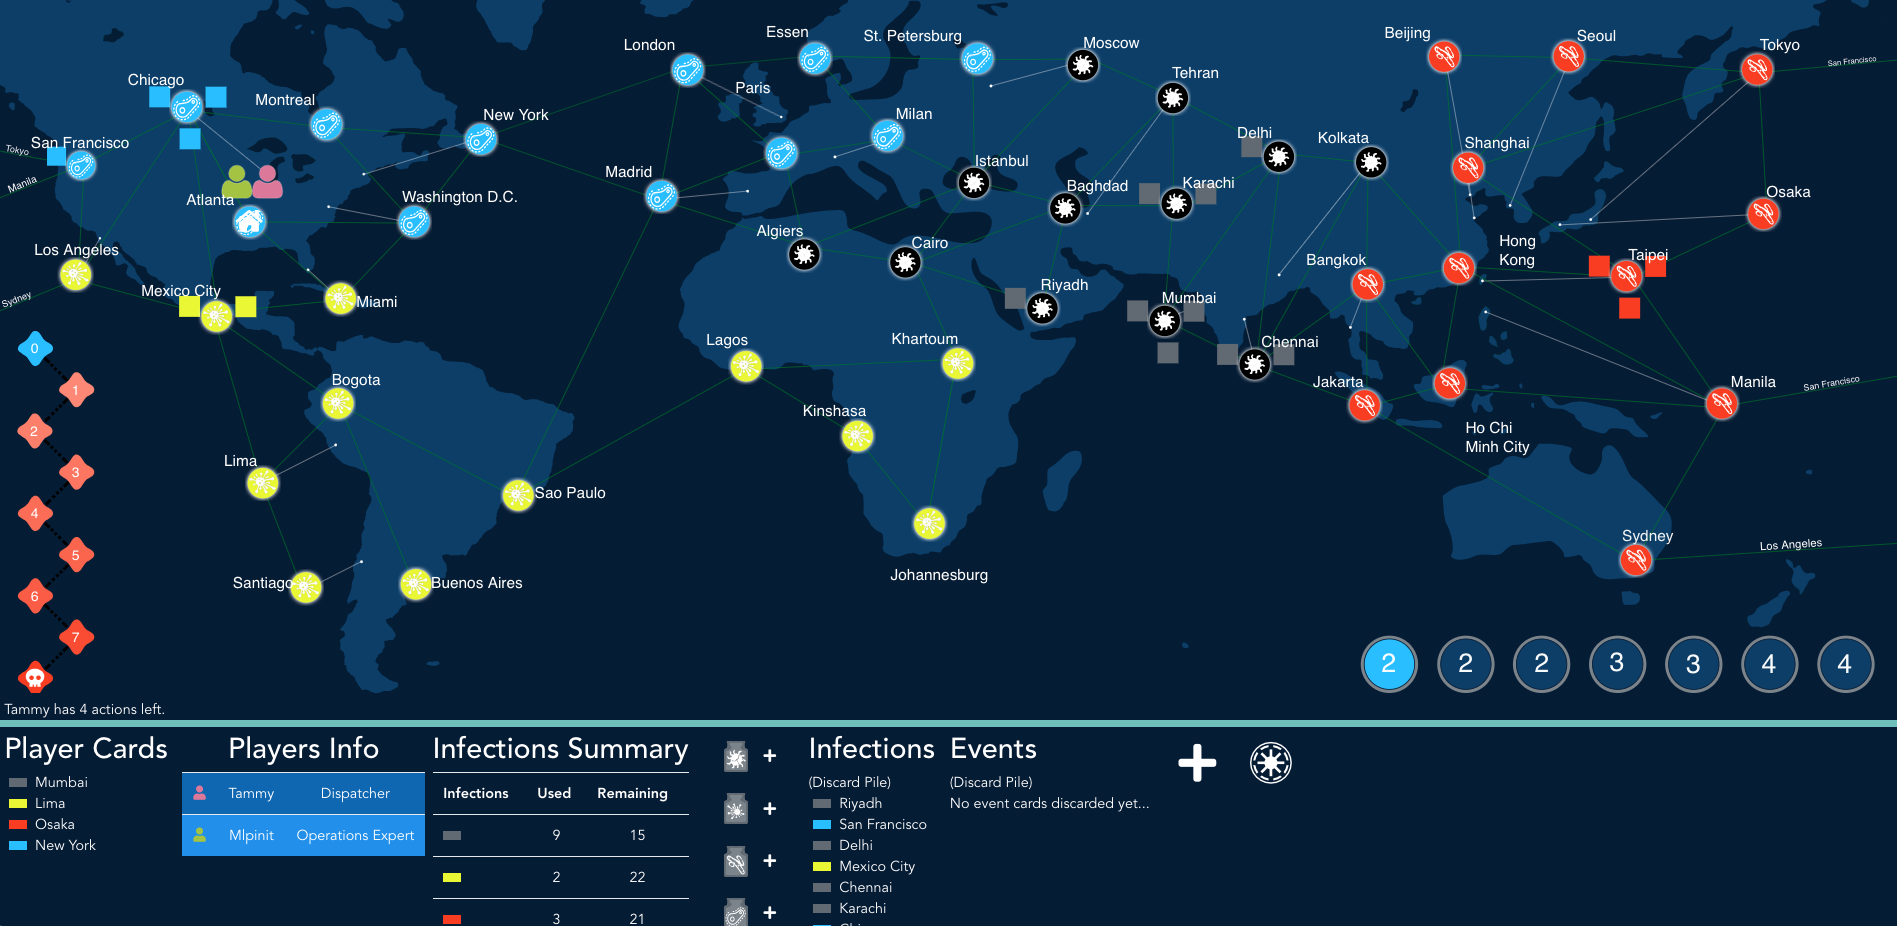 London
Essen
St. Petersburg
Moscow
Beijing
Seoul
Tokyo
San Francisco
Chicago
Montreal
New York
Paris
Milan
Tehran
Delhi
Kolkata
Shanghai
Tokyo
San Francisco
Manila
Atlanta
Washington D.C.
Madrid
Istanbul
Baghdad
Karachi
Osaka
Los Angeles
Algiers
Cairo
Bangkok
Hong
Kong
Taipei
Sydney
Mexico City
Miami
Riyadh
Mumbai
Lagos
Khartoum
Chennai
0
1
2
3
4
5
6
7
Bogota
Jakarta
Manila
San Francisco
Kinshasa
Ho Chi
Minh City
Lima
Sao Paulo
Santiago
Buenos Aires
Johannesburg
Sydney
Los Angeles
2 2 2 3 3 4 4
Tammy has 4 actions left.
Player Cards
Mumbai
Lima
Osaka
New York
Players Info
Tammy Dispatcher
Mlpinit Operations Expert
Infections Summary
Infections Used Remaining
9 15
2 22
3 21
+
+
+
+
Infections
(Discard Pile)
Riyadh
San Francisco
Delhi
Mexico City
Chennai
Karachi
Events
(Discard Pile)
No event cards discarded yet...